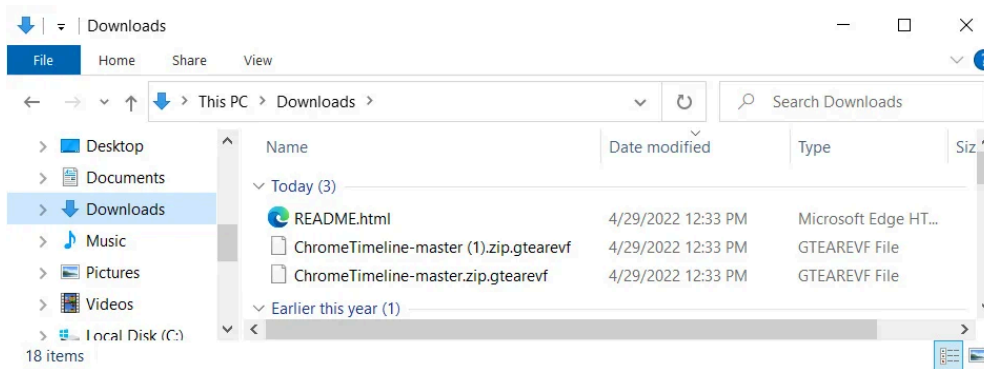 Downloads
File Home Share View
This PC > Downloads >
Search Downloads
Name Date modified Type Siz
Desktop
Documents
Downloads
Music
Pictures
Videos
Local Disk (C:)
Today (3)
README.html 4/29/2022 12:33 PM Microsoft Edge HT...
ChromeTimeline-master (1).zip.gtearevf 4/29/2022 12:33 PM GTEAREVF File
ChromeTimeline-master.zip.gtearevf 4/29/2022 12:33 PM GTEAREVF File
Earlier this year (1)
18 items